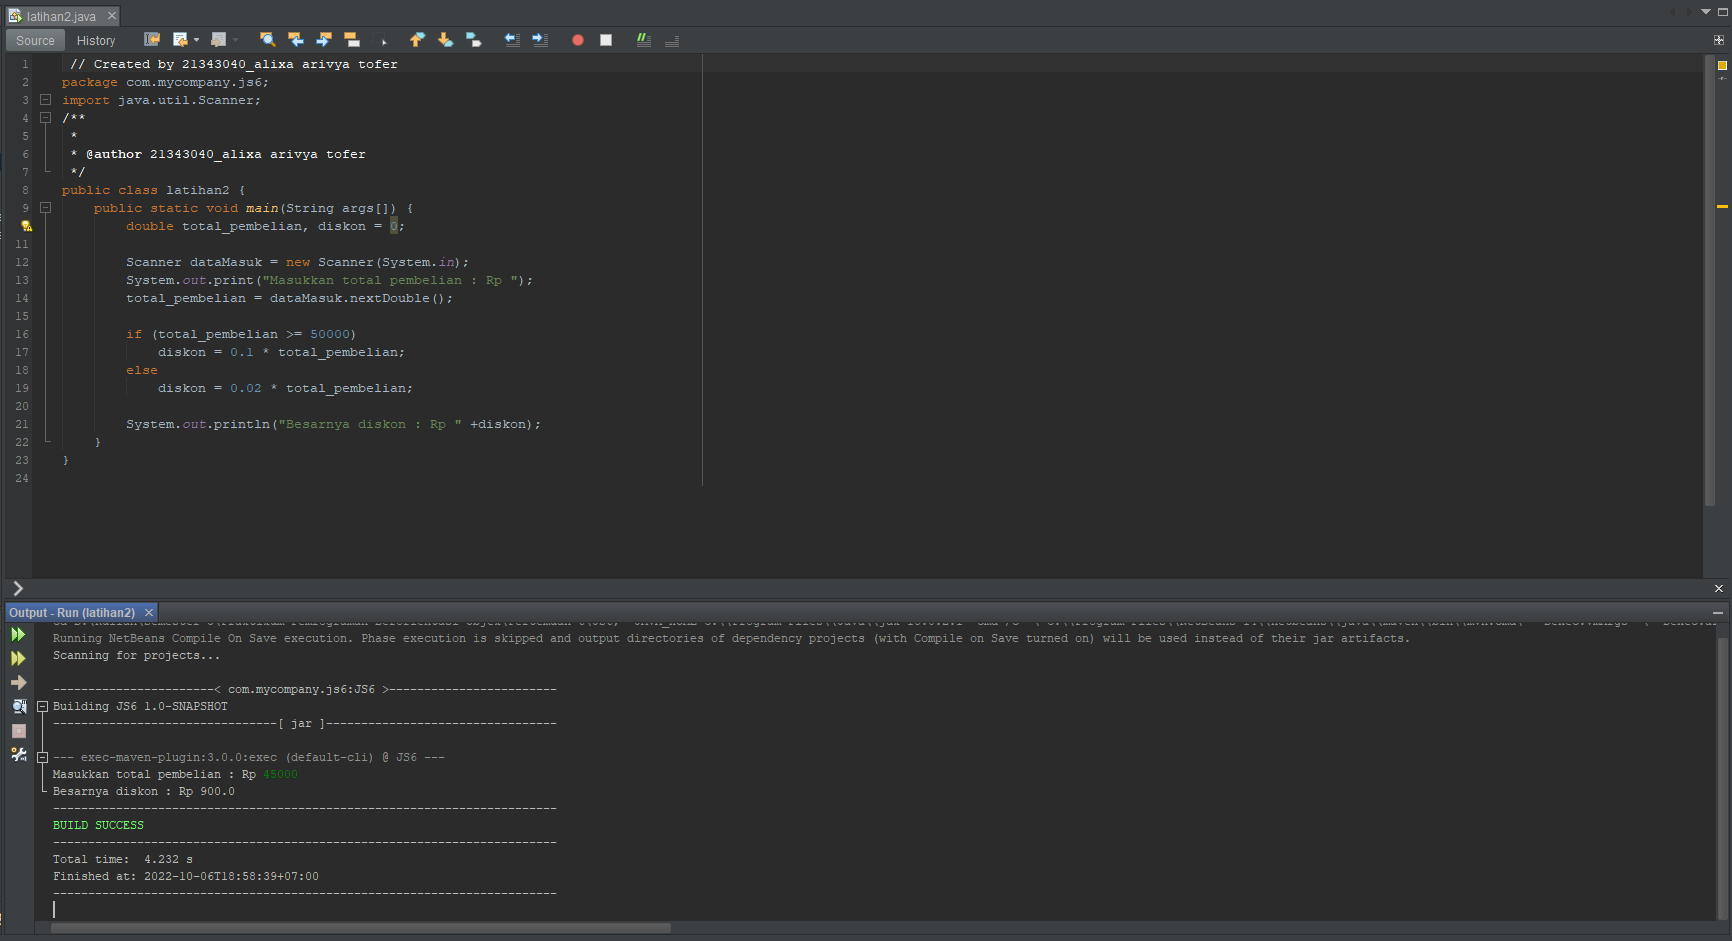 latihan2.java
Source History
1 // Created by 21343040_alixa arivya tofer
2 package com.mycompany.js6;
3 import java.util.Scanner;
4 /**
5 *
6 * @author 21343040_alixa arivya tofer
7 */
8 public class latihan2 {
9 public static void main(String args[]) {
double total_pembelian, diskon = 0;
11
12 Scanner dataMasuk = new Scanner(System.in);
13 System.out.print("Masukkan total pembelian : Rp ");
14 total_pembelian = dataMasuk.nextDouble();
15
16 if (total_pembelian >= 50000)
17 diskon = 0.1 * total_pembelian;
18 else
19 diskon = 0.02 * total_pembelian;
20
21 System.out.println("Besarnya diskon : Rp " +diskon);
22 }
23 }
24
Output - Run (latihan2)
Running NetBeans Compile On Save execution. Phase execution is skipped and output directories of dependency projects (with Compile on Save turned on) will be used instead of their jar artifacts.
Scanning for projects...
-----------------------< com.mycompany.js6:JS6 >------------------------
Building JS6 1.0-SNAPSHOT
--------------------------------[ jar ]---------------------------------
--- exec-maven-plugin:3.0.0:exec (default-cli) @ JS6 ---
Masukkan total pembelian : Rp 45000
Besarnya diskon : Rp 900.0
------------------------------------------------------------------------
BUILD SUCCESS
------------------------------------------------------------------------
Total time:  4.232 s
Finished at: 2022-10-06T18:58:39+07:00
------------------------------------------------------------------------